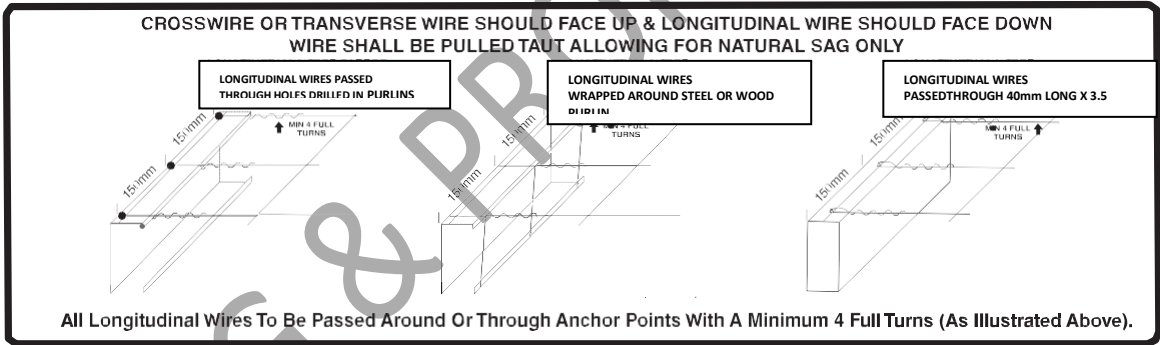 CROSSWIRE OR TRANSVERSE WIRE SHOULD FACE UP & LONGITUDINAL WIRE SHOULD FACE DOWN
WIRE SHALL BE PULLED TAUT ALLOWING FOR NATURAL SAG ONLY
LONGITUDINAL WIRES PASSED
THROUGH HOLES DRILLED IN PURLINS
MIN 4 FULL
TURNS
150mm
150mm
LONGITUDINAL WIRES
WRAPPED AROUND STEEL OR WOOD
PURLIN
MIN 4 FULL
TURNS
150mm
150mm
LONGITUDINAL WIRES
PASSEDTHROUGH 40mm LONG X 3.5
MIN 4 FULL
TURNS
150mm
150mm
All Longitudinal Wires To Be Passed Around Or Through Anchor Points With A Minimum 4 Full Turns (As Illustrated Above).